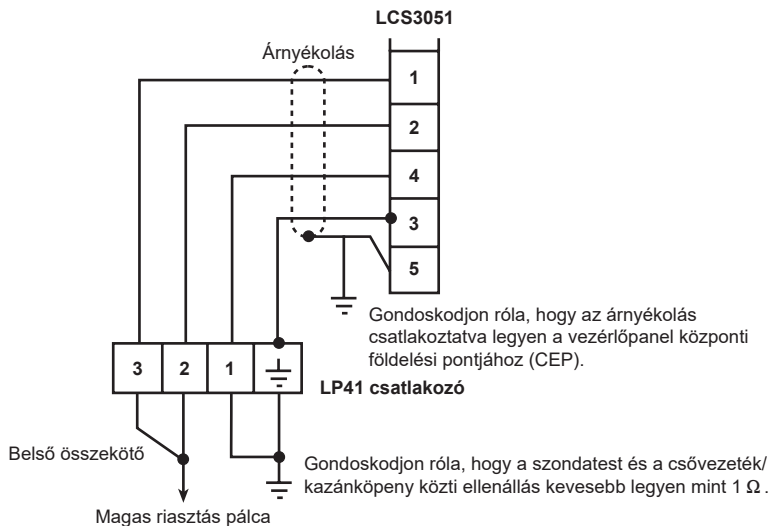 LCS3051
Árnyékolás
1
2
4
3
5
Gondoskodjon róla, hogy az árnyékolás
csatlakoztatva legyen a vezérlőpanel központi
földelési pontjához (CEP).
3 2 1
LP41 csatlakozó
Belső összekötő
Gondoskodjon róla, hogy a szondatest és a csővezeték/
kazánköpeny közti ellenállás kevesebb legyen mint 1 Ω .
Magas riasztás pálca